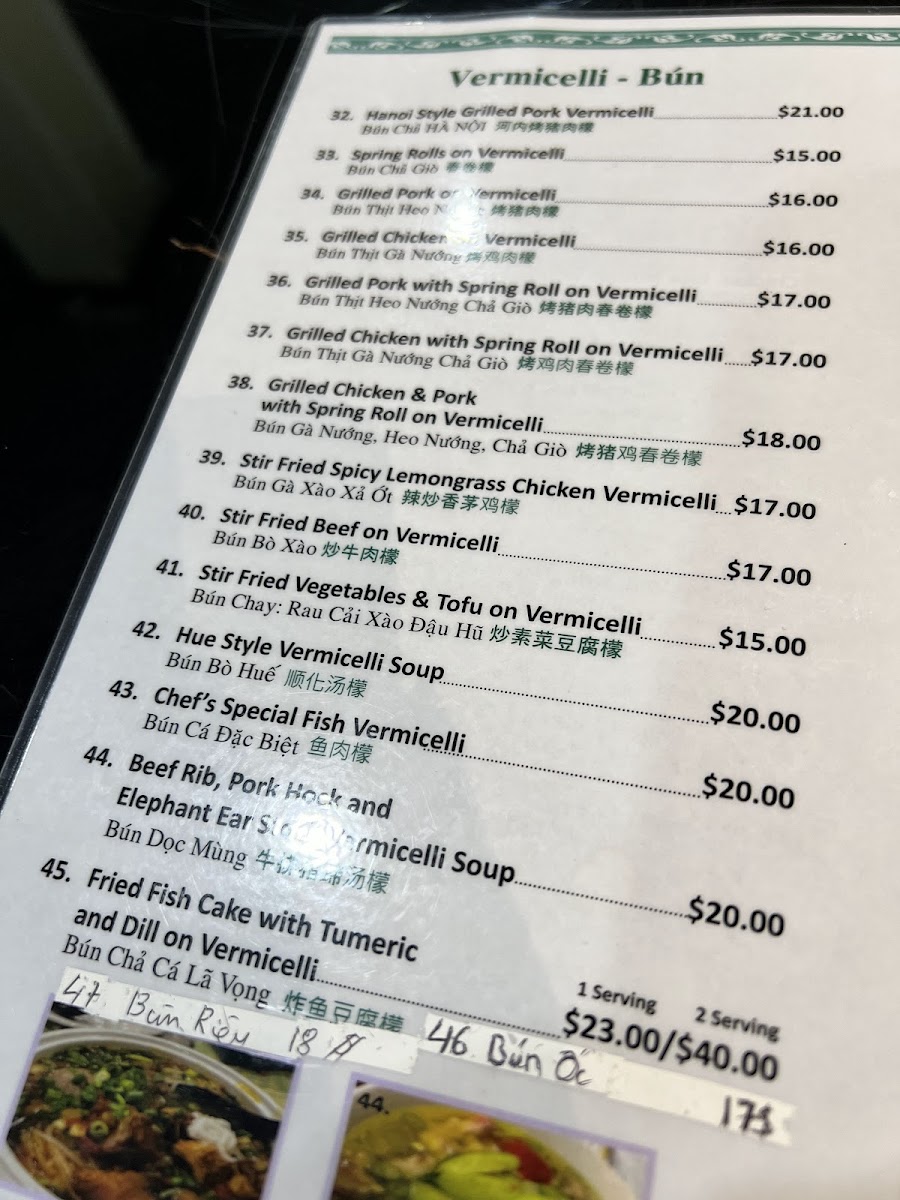 Vermicelli - Bún
32. Hanoi Style Grilled Pork Vermicelli $21.00
Bún Chả HÀ NỘI 河内烤猪肉檬
33. Spring Rolls on Vermicelli $15.00
Bún Chả Giò 春卷檬
34. Grilled Pork on Vermicelli $16.00
Bún Thịt Heo 烤猪肉檬
35. Grilled Chicken Vermicelli $16.00
Bún Thịt Gà Nướng 烤鸡肉檬
36. Grilled Pork with Spring Roll on Vermicelli $17.00
Bún Thịt Heo Nướng Chả Giò 烤猪肉春卷檬
37. Grilled Chicken with Spring Roll on Vermicelli $17.00
Bún Thịt Gà Nướng Chả Giò 烤鸡肉春卷檬
38. Grilled Chicken & Pork
with Spring Roll on Vermicelli $18.00
Bún Gà Nướng, Heo Nướng, Chả Giò 烤猪鸡春卷檬
39. Stir Fried Spicy Lemongrass Chicken Vermicelli $17.00
Bún Gà Xào Xả Ớt 辣炒香茅鸡檬
40. Stir Fried Beef on Vermicelli $17.00
Bún Bò Xào 炒牛肉檬
41. Stir Fried Vegetables & Tofu on Vermicelli $15.00
Bún Chay: Rau Cải Xào Đậu Hũ 炒素菜豆腐檬
42. Hue Style Vermicelli Soup $20.00
Bún Bò Huế 顺化汤檬
43. Chef's Special Fish Vermicelli $20.00
Bún Cá Đặc Biệt 鱼肉檬
44. Beef Rib, Pork Hock and
Elephant Ear Vermicelli Soup $20.00
Bún Dọc Mùng 汤檬
45. Fried Fish Cake with Tumeric
and Dill on Vermicelli $23.00/$40.00
1 Serving 2 Serving
Bún Chả Cá Lã Vọng 炸鱼豆腐檬
47 Bún Riêu 18$
46 Bún Ốc 17$
44.